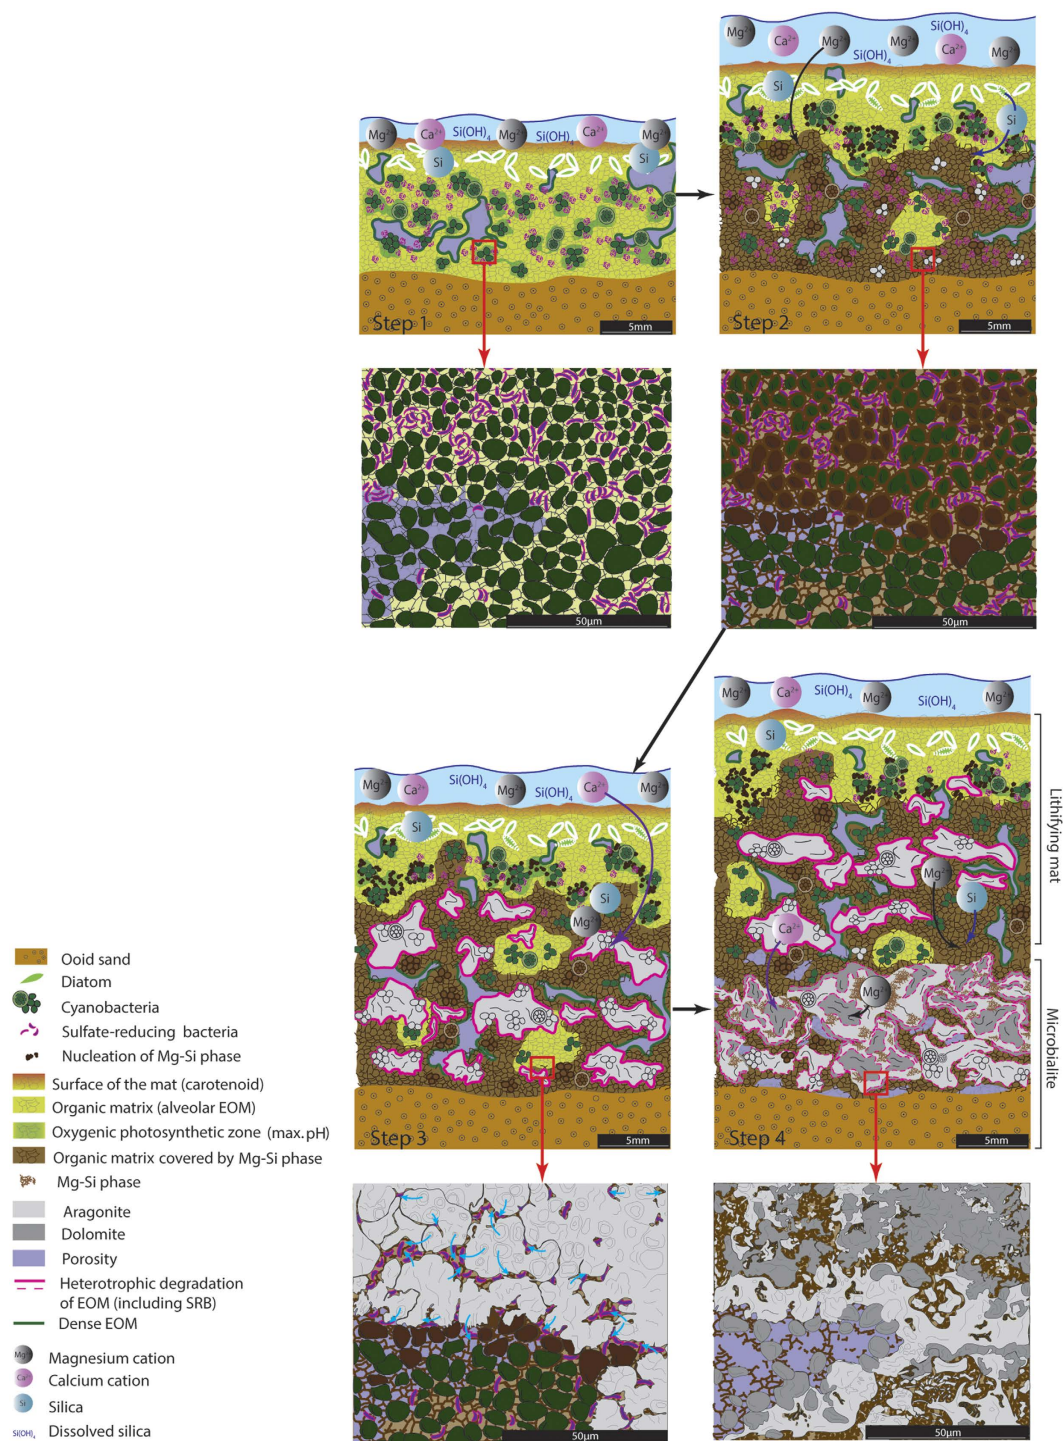 Mg²⁺ Ca²⁺ Si(OH)₄ Mg²⁺ Si(OH)₄ Ca²⁺ Mg²⁺
Si Si
Step 1
5mm
Mg²⁺ Ca²⁺ Mg²⁺ Si(OH)₄ Mg²⁺ Si(OH)₄ Ca²⁺ Mg²⁺
Si Si
Step 2
5mm
50µm
50µm
Mg²⁺ Ca²⁺ Si(OH)₄ Mg²⁺ Si(OH)₄ Ca²⁺ Mg²⁺
Si
Si
Mg²⁺
Step 3
5mm
Mg²⁺ Ca²⁺ Si(OH)₄ Mg²⁺ Si(OH)₄ Mg²⁺
Si
Mg²⁺ Si
Ca²⁺
Mg²⁺
Step 4
5mm
Lithifying mat
Microbialite
50µm
50µm
Ooid sand
Diatom
Cyanobacteria
Sulfate-reducing bacteria
Nucleation of Mg-Si phase
Surface of the mat (carotenoid)
Organic matrix (alveolar EOM)
Oxygenic photosynthetic zone (max. pH)
Organic matrix covered by Mg-Si phase
Mg-Si phase
Aragonite
Dolomite
Porosity
Heterotrophic degradation
of EOM (including SRB)
Dense EOM
Mg²⁺ Magnesium cation
Ca²⁺ Calcium cation
Si Silica
Si(OH)₄ Dissolved silica